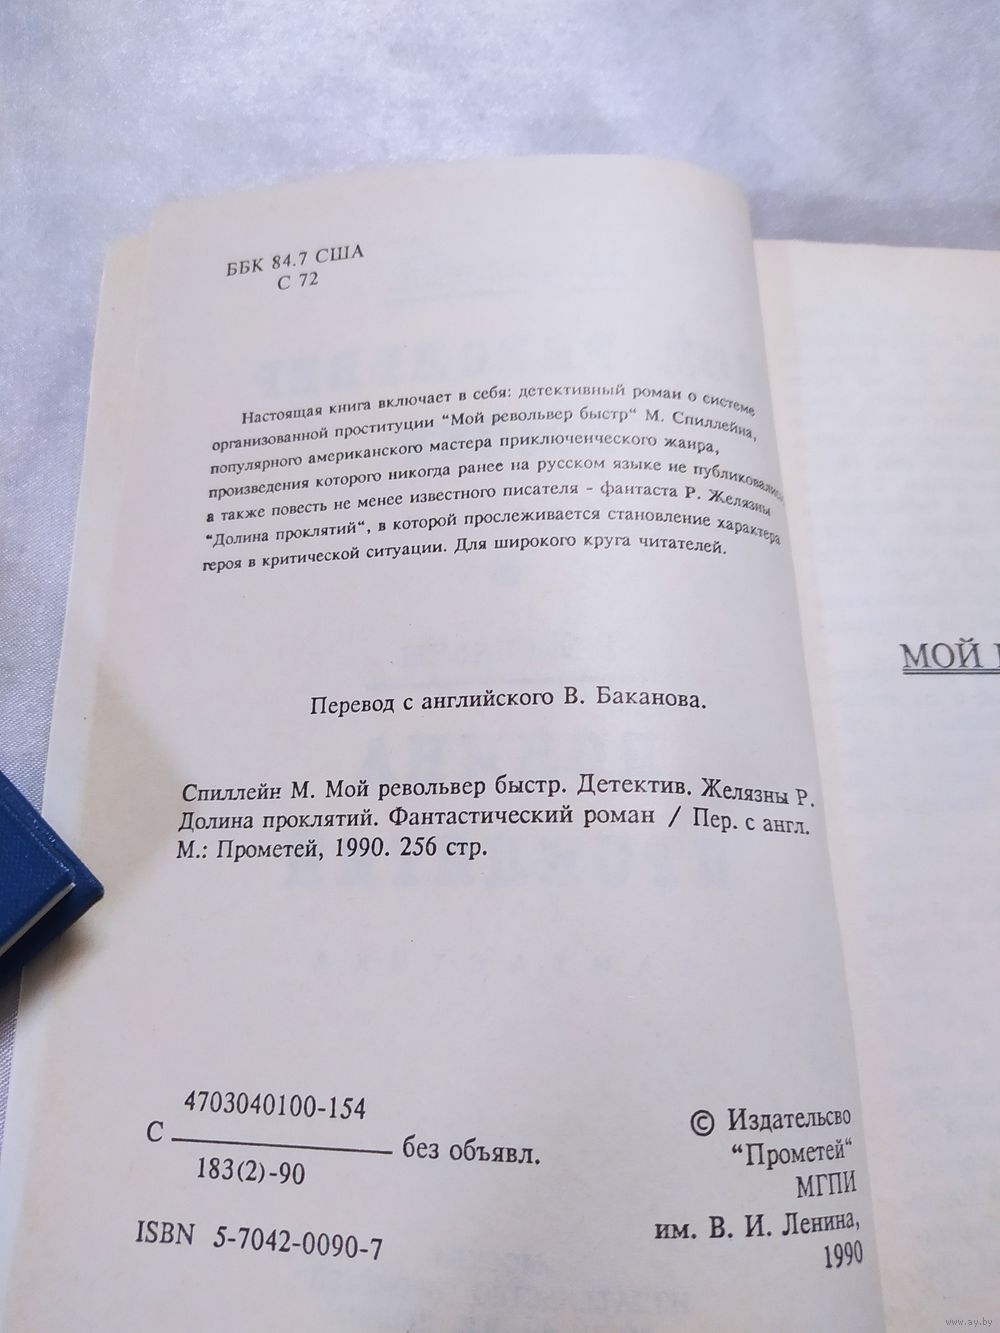 ББК 84.7 США
С 72
Настоящая книга включает в себя: детективный роман о системе
организованной проституции “Мой револьвер быстр“ М. Спиллейна,
популярного американского мастера приключенческого жанра,
произведения которого никогда ранее на русском языке не публиковались
а также повесть не менее известного писателя - фантаста Р. Желязны
“Долина проклятий“, в которой прослеживается становление характера
героя в критической ситуации. Для широкого круга читателей.
Перевод с английского В. Баканова.
Спиллейн М. Мой револьвер быстр. Детектив. Желязны Р.
Долина проклятий. Фантастический роман / Пер. с англ.
М.: Прометей, 1990. 256 стр.
4703040100-154
С ——— без объявл.
183(2)-90
ISBN 5-7042-0090-7
© Издательсво
“Прометей“
МГПИ
им. В. И. Ленина,
1990
МОЙ
www.ay.by